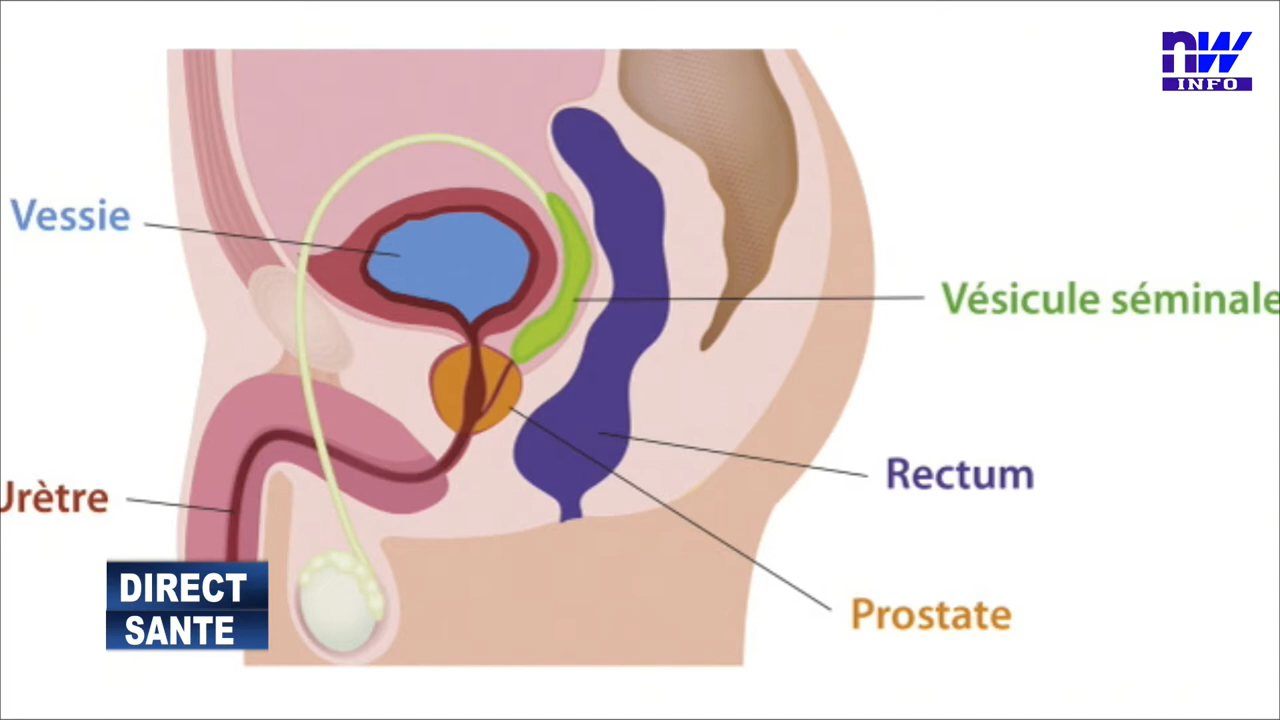 nw
INFO
Vessie
Vésicule séminale
Rectum
Urètre
DIRECT
SANTE
Prostate